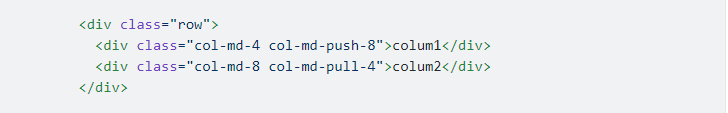 <div class="row">
<div class="col-md-4 col-md-push-8">colum1</div>
<div class="col-md-8 col-md-pull-4">colum2</div>
</div>